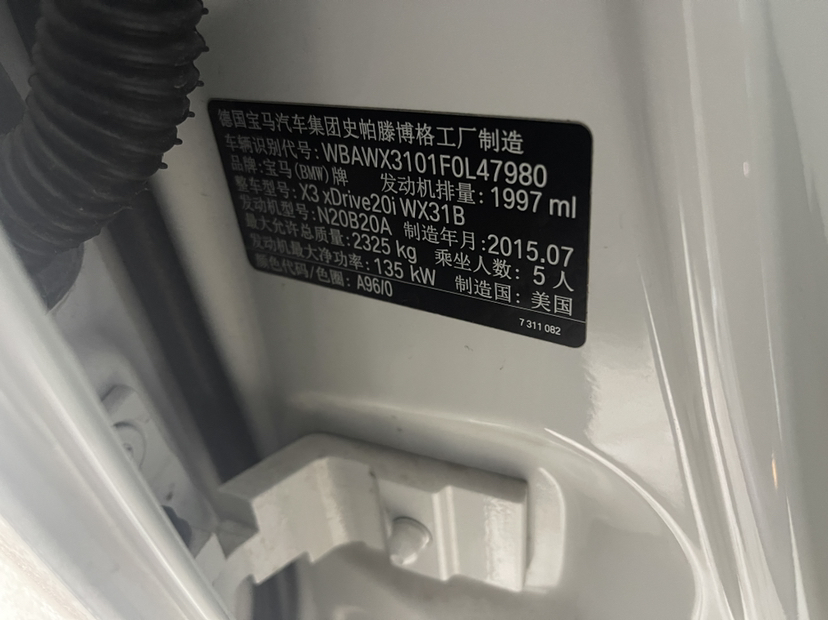 德国宝马汽车集团史帕滕博格工厂制造
车辆识别代号: WBAWX3101F0L47980
品牌: 宝马(BMW)牌 发动机排量: 1997 ml
整车型号: X3 xDrive20i WX31B
发动机型号: N20B20A 制造年月: 2015.07
最大允许总质量: 2325 kg 乘坐人数: 5 人
发动机最大净功率: 135 kW 制造国: 美国
颜色代码/色圈: A96/0
7 311 082